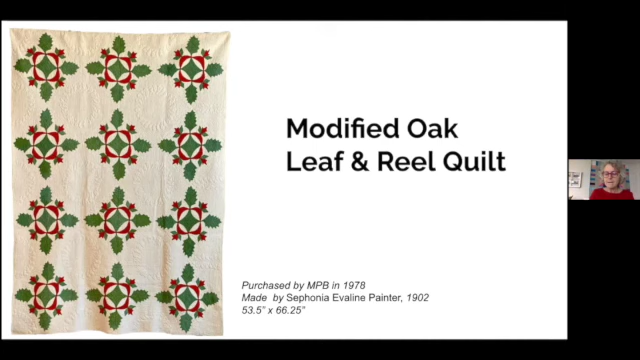 Modified Oak
Leaf & Reel Quilt
Purchased by MPB in 1978
Made  by Sephonia Evaline Painter, 1902
53.5” x 66.25”